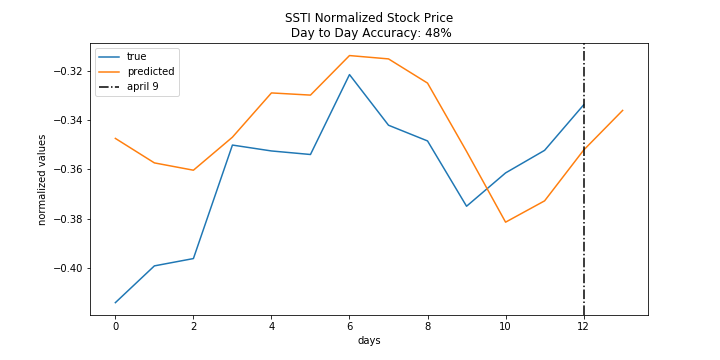 SSTI Normalized Stock Price
Day to Day Accuracy: 48%
true
predicted
april 9
−0.32
−0.34
−0.36
−0.38
−0.40
normalized values
0 2 4 6 8 10 12
days